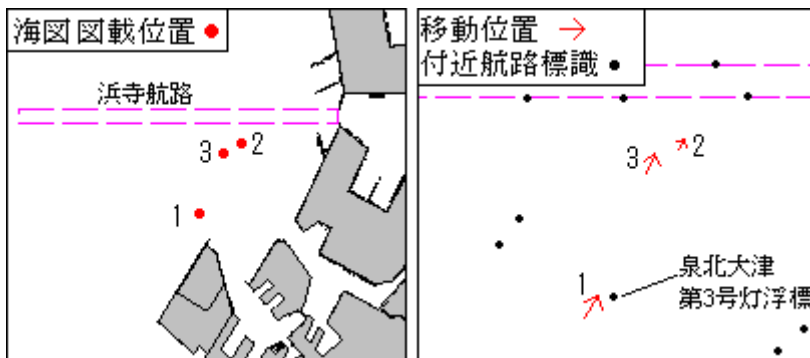 海図図載位置
浜寺航路
3
2
1
移動位置
付近航路標識
3
2
1
泉北大津
第3号灯浮標